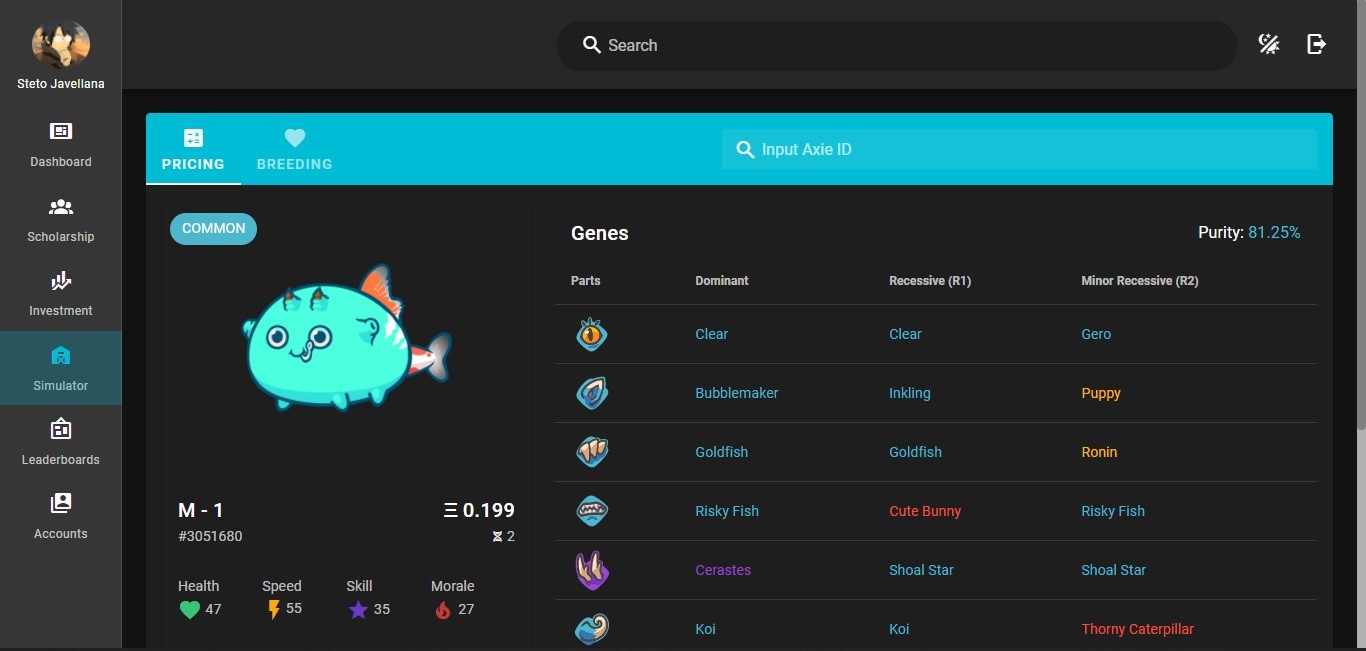 Steto Javellana
Dashboard
Scholarship
Investment
Simulator
Leaderboards
Accounts
Search
PRICING
BREEDING
Input Axie ID
COMMON
M - 1
Ξ 0.199
#3051680
2
Health Speed Skill Morale
47 55 35 27
Genes
Purity: 81.25%
Parts Dominant Recessive (R1) Minor Recessive (R2)
Clear Clear Gero
Bubblemaker Inkling Puppy
Goldfish Goldfish Ronin
Risky Fish Cute Bunny Risky Fish
Cerastes Shoal Star Shoal Star
Koi Koi Thorny Caterpillar